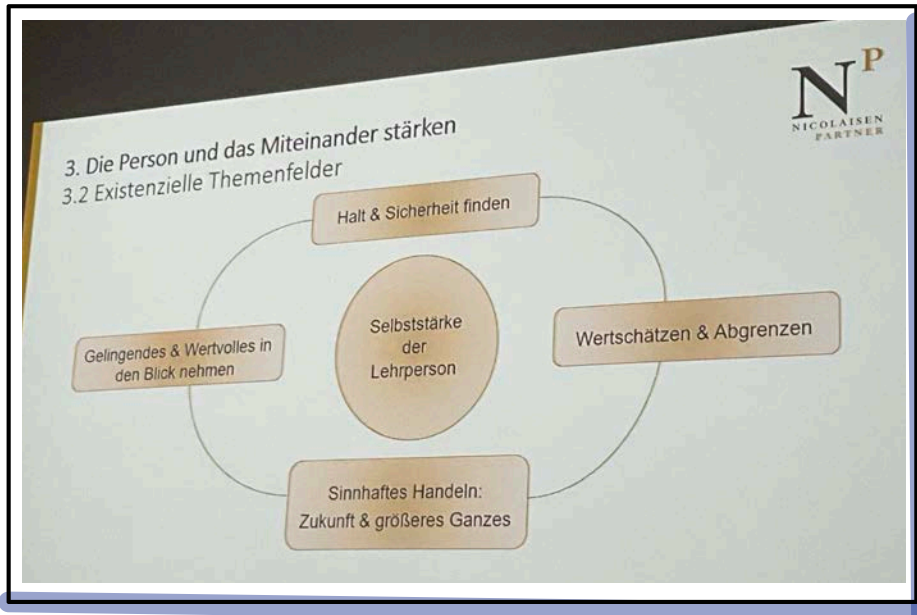 NP
NICOLAISEN
PARTNER
3. Die Person und das Miteinander stärken
3.2 Existenzielle Themenfelder
Halt & Sicherheit finden
Gelingendes & Wertvolles in
den Blick nehmen
Selbststärke
der
Lehrperson
Wertschätzen & Abgrenzen
Sinnhaftes Handeln:
Zukunft & größeres Ganzes